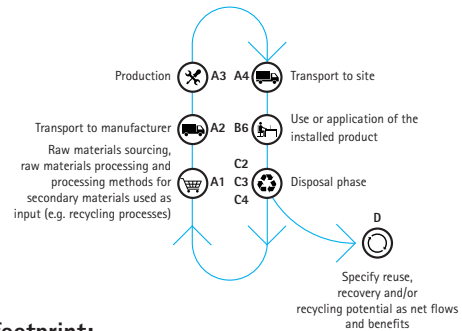 Production A3 A4 Transport to site
Transport to manufacturer A2 B6 Use or application of the
installed product
Raw materials sourcing,
raw materials processing and
processing methods for
secondary materials used as
input (e.g. recycling processes)
A1
C2
C3
C4
Disposal phase
D
Specify reuse,
recovery and/or
recycling potential as net flows
and benefits